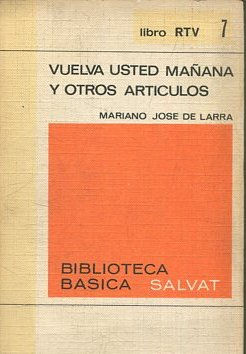 libro RTV 7
VUELVA USTED MAÑANA
Y OTROS ARTICULOS
MARIANO JOSE DE LARRA
BIBLIOTECA
BASICA SALVAT